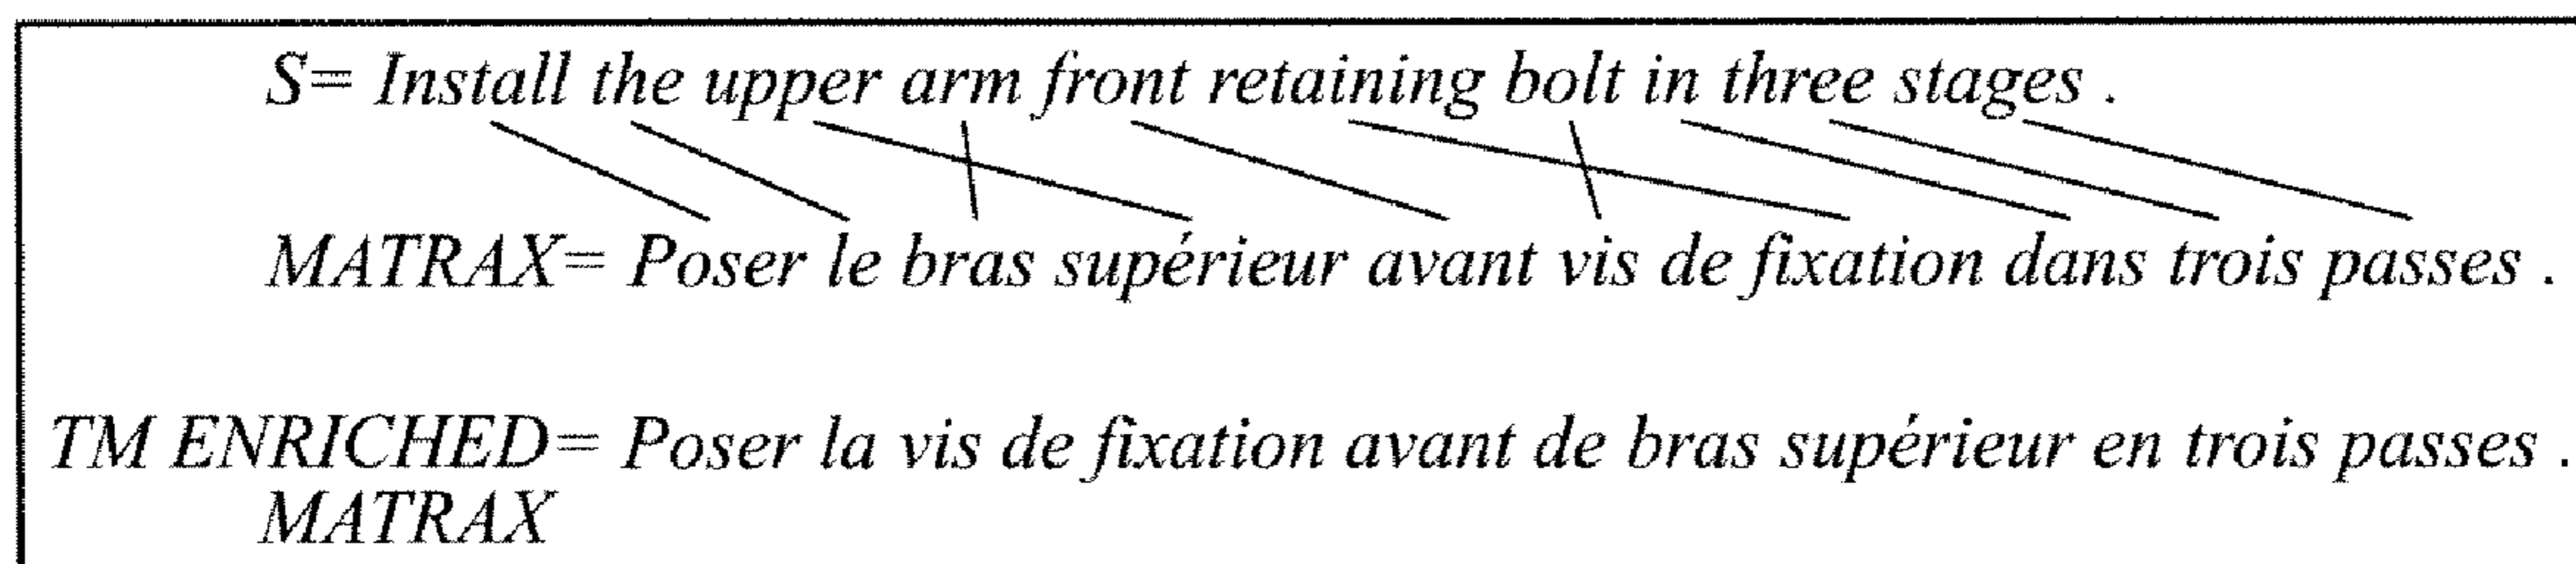 S= Install the upper arm front retaining bolt in three stages .
MATRAX= Poser le bras supérieur avant vis de fixation dans trois passes .
TM ENRICHED= Poser la vis de fixation avant de bras supérieur en trois passes .
MATRAX